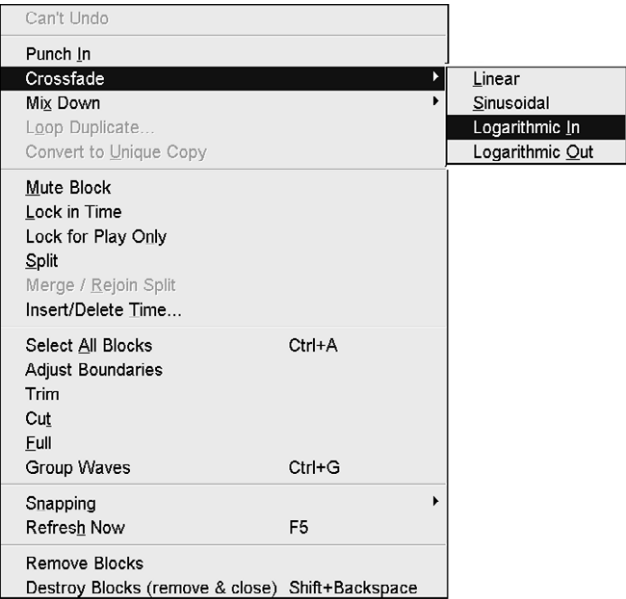 Can't Undo
Punch In
Crossfade
Linear
Mix Down
Sinusoidal
Loop Duplicate...
Logarithmic In
Convert to Unique Copy
Logarithmic Out
Mute Block
Lock in Time
Lock for Play Only
Split
Merge / Rejoin Split
Insert/Delete Time...
Select All Blocks Ctrl+A
Adjust Boundaries
Trim
Cut
Full
Group Waves Ctrl+G
Snapping
Refresh Now F5
Remove Blocks
Destroy Blocks (remove & close) Shift+Backspace